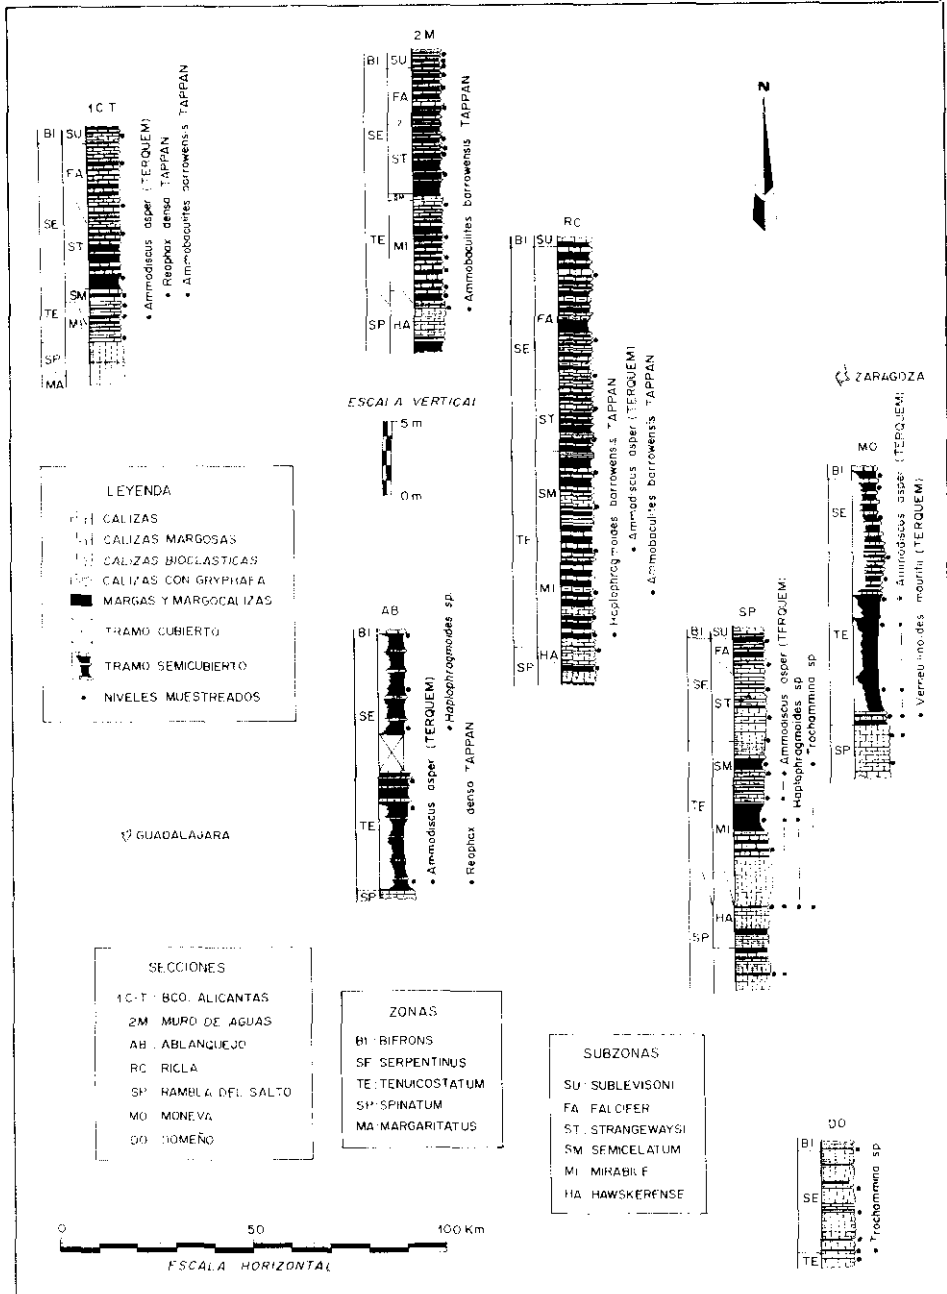 2M
BI SU
FA
?
SE
ST
SM
TE MI
SP HA
• Ammobaculites barrowensis TAPPAN
1C T
BI SU
FA
SE
ST
SM
TE MI
SP
MA
• Ammodiscus asper (TERQUEM)
• Reophax densa TAPPAN
• Ammobaculites barrowensis TAPPAN
N
RC
BI SU
FA
SE
ST
SM
TE
MI
HA
SP
• Haplophragmoides barrowensis TAPPAN
• Ammodiscus asper (TERQUEM)
• Ammobaculites barrowensis TAPPAN
ESCALA VERTICAL
5 m
0 m
ZARAGOZA
MO
BI
SE
TE
SP
• Ammodiscus asper (TERQUEM)
• Verneulinoides mauritii (TERQUEM)
LEYENDA
CALIZAS
CALIZAS MARGOSAS
CALIZAS BIOCLASTICAS
CALIZAS CON GRYPHAEA
MARGAS Y MARGOCALIZAS
TRAMO CUBIERTO
TRAMO SEMICUBIERTO
• NIVELES MUESTREADOS
AB
BI
SE
TE
SP
• Ammodiscus asper (TERQUEM)
• Haplophragmoides sp.
• Reophax densa TAPPAN
SP
BI SU
FA
SE
ST
SM
TE
MI
HA
SP
• Ammodiscus asper (TERQUEM)
• Haplophragmoides sp
• Trochammina sp
GUADALAJARA
SECCIONES
1C-T : BCO. ALICANTAS
2M MURO DE AGUAS
AB : ABLANQUEJO
RC RICLA
SP RAMBLA DEL SALTO
MO MONEVA
DO DOMEÑO
ZONAS
BI : BIFRONS
SE SERPENTINUS
TE : TENUICOSTATUM
SP : SPINATUM
MA : MARGARITATUS
SUBZONAS
SU : SUBLEVISONI
FA FALCIFER
ST : STRANGEWAYSI
SM SEMICELATUM
MI MIRABILE
HA HAWSKERENSE
DO
BI
SE
TE
• Trochammina sp
0 50 100 Km
ESCALA HORIZONTAL